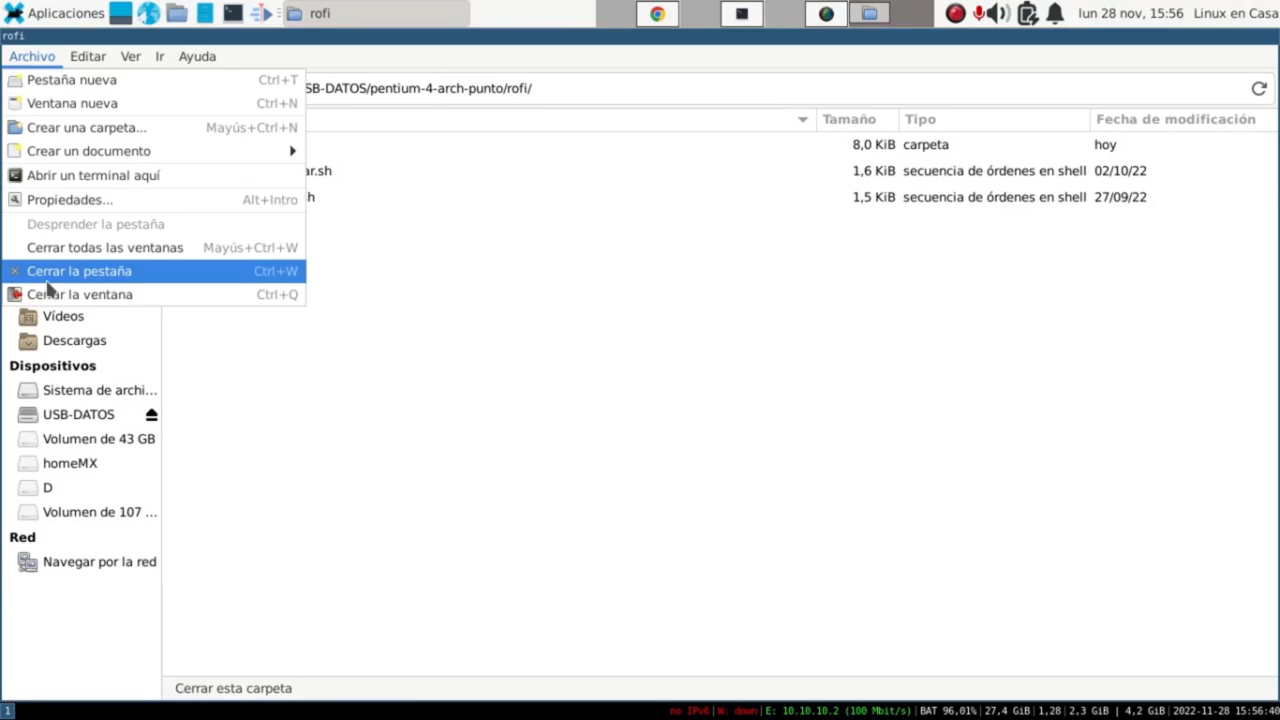 Aplicaciones
rofi
lun 28 nov, 15:56
Linux en Casa
rofi
Archivo Editar Ver Ir Ayuda
Pestaña nueva Ctrl+T
Ventana nueva Ctrl+N
Crear una carpeta... Mayús+Ctrl+N
Crear un documento
Abrir un terminal aquí
Propiedades... Alt+Intro
Desprender la pestaña
Cerrar todas las ventanas Mayús+Ctrl+W
Cerrar la pestaña Ctrl+W
Cerrar la ventana Ctrl+Q
SB-DATOS/pentium-4-arch-punto/rofi/
Tamaño Tipo Fecha de modificación
8,0 KiB carpeta hoy
ar.sh 1,6 KiB secuencia de órdenes en shell 02/10/22
h 1,5 KiB secuencia de órdenes en shell 27/09/22
Vídeos
Descargas
Dispositivos
Sistema de archi...
USB-DATOS
Volumen de 43 GB
homeMX
D
Volumen de 107 ...
Red
Navegar por la red
Cerrar esta carpeta
1
no IPv6|W: down|E: 10.10.10.2 (100 Mbit/s)|BAT 96,01%|27,4 GiB|1,28|2,3 GiB | 4,2 GiB|2022-11-28 15:56:40